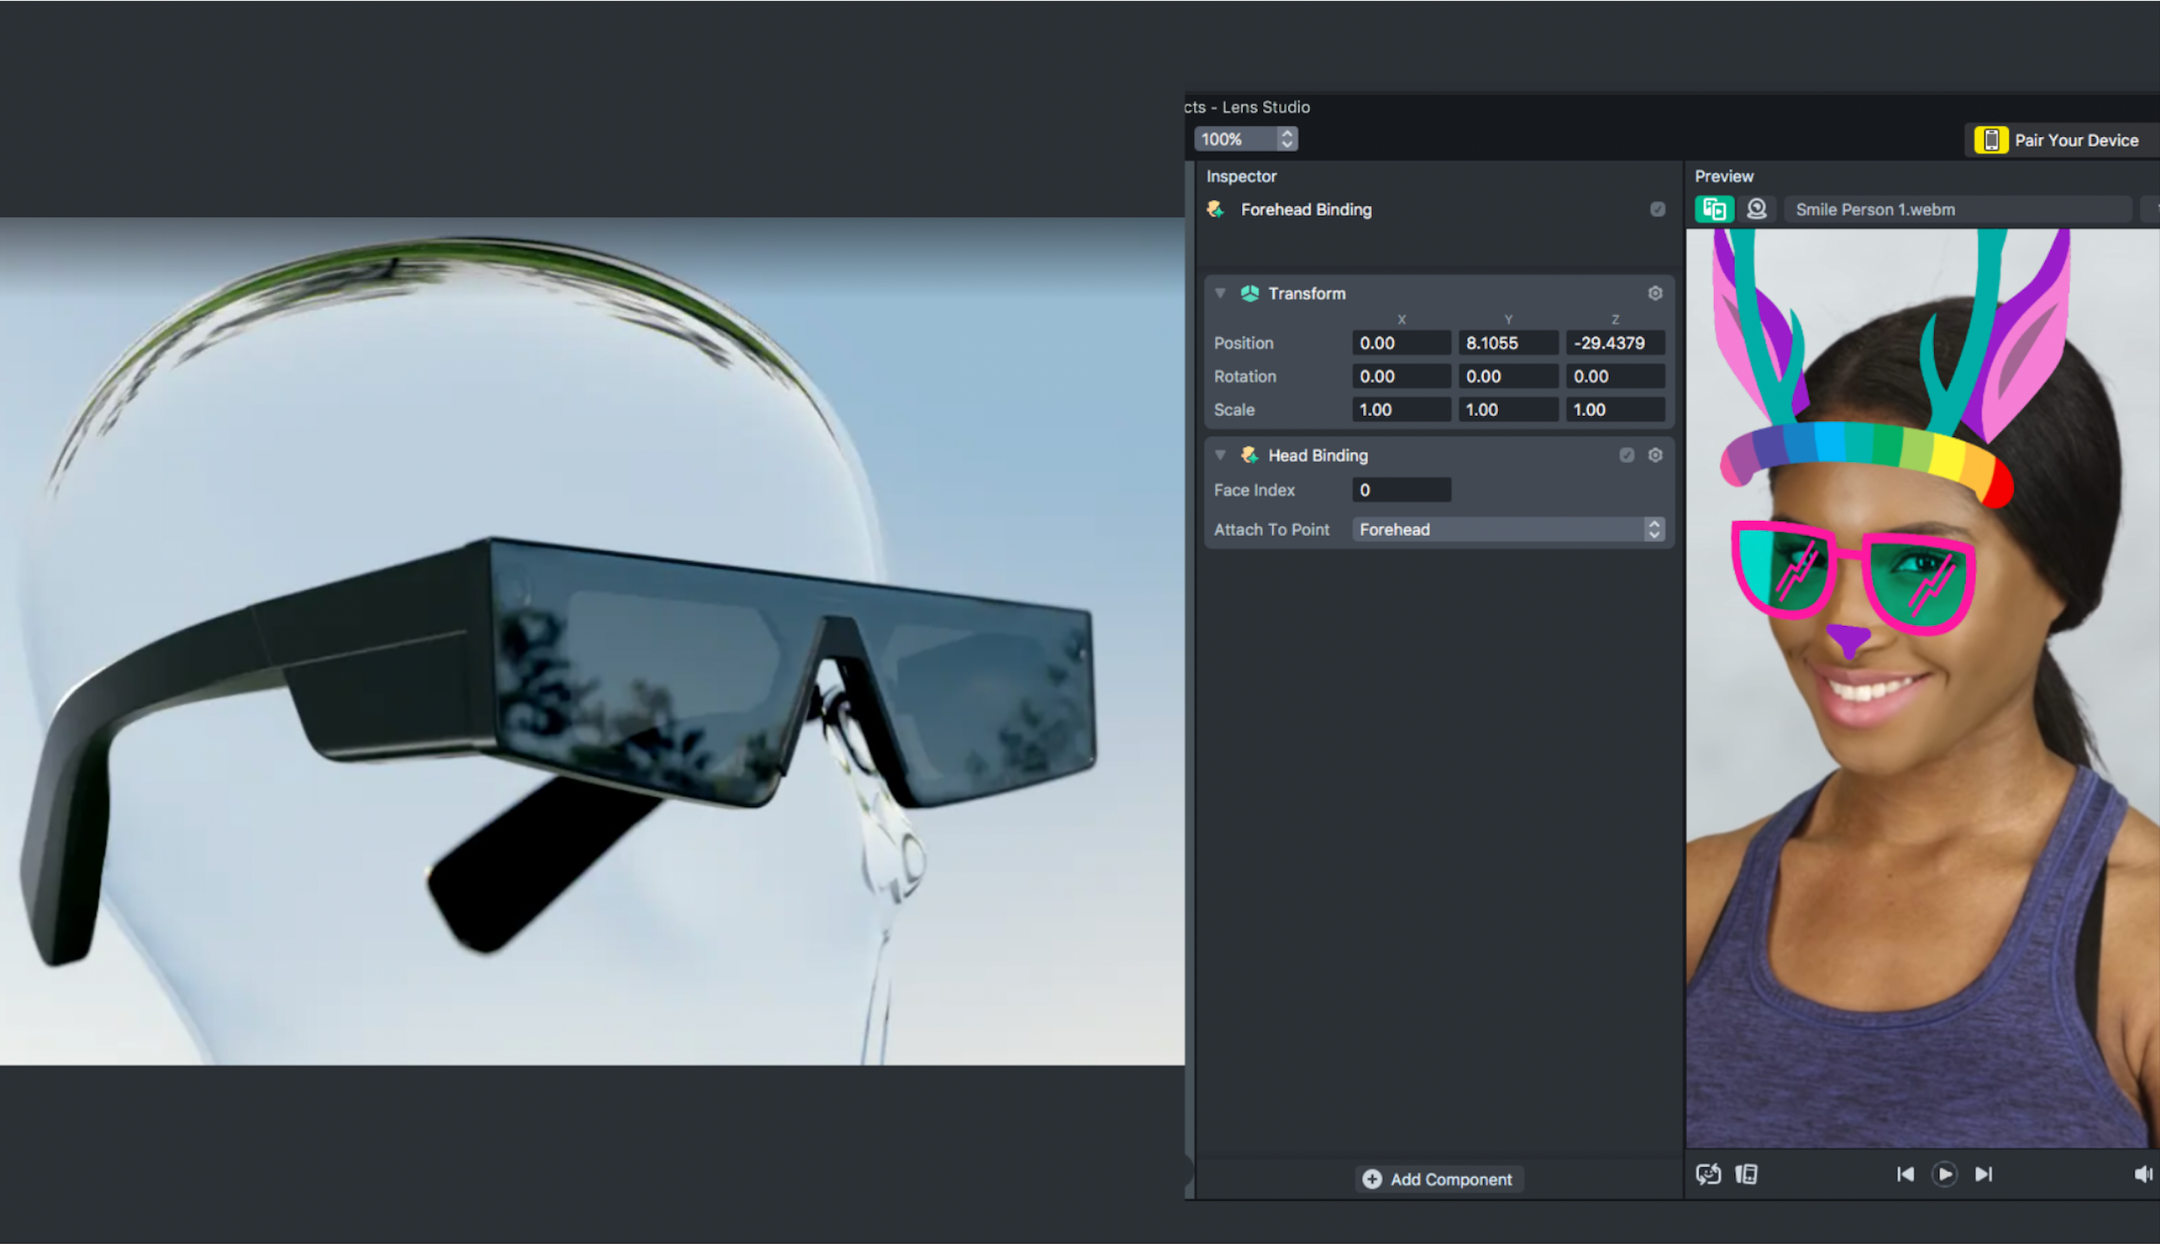 cts - Lens Studio
100%
Pair Your Device
Inspector
Forehead Binding
Transform
X Y Z
Position 0.00 8.1055 -29.4379
Rotation 0.00 0.00 0.00
Scale 1.00 1.00 1.00
Head Binding
Face Index 0
Attach To Point Forehead
Add Component
Preview
Smile Person 1.webm